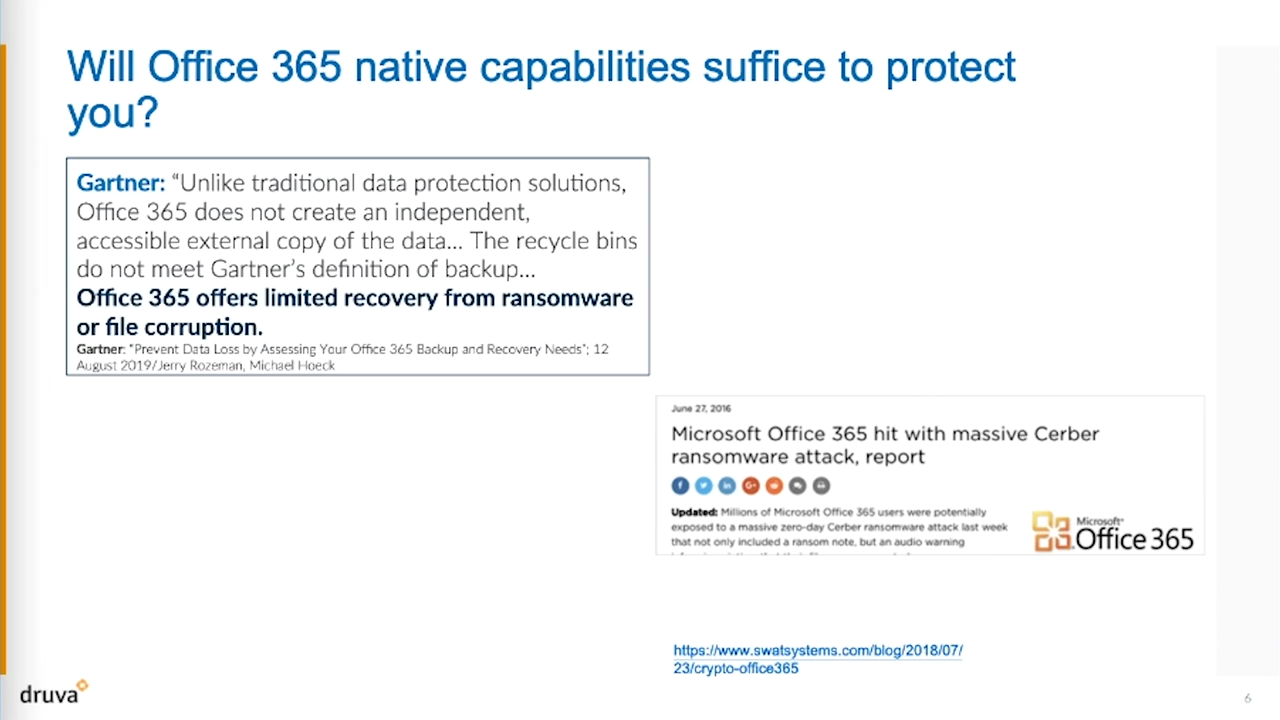 Will Office 365 native capabilities suffice to protect
you?
Gartner: “Unlike traditional data protection solutions,
Office 365 does not create an independent,
accessible external copy of the data... The recycle bins
do not meet Gartner’s definition of backup...
Office 365 offers limited recovery from ransomware
or file corruption.
Gartner: “Prevent Data Loss by Assessing Your Office 365 Backup and Recovery Needs”; 12
August 2019/Jerry Rozeman, Michael Hoeck
June 27, 2016
Microsoft Office 365 hit with massive Cerber
ransomware attack, report
Updated: Millions of Microsoft Office 365 users were potentially
exposed to a massive zero-day Cerber ransomware attack last week
that not only included a ransom note, but an audio warning
Microsoft®
Office 365
https://www.swatsystems.com/blog/2018/07/
23/crypto-office365
druva
6